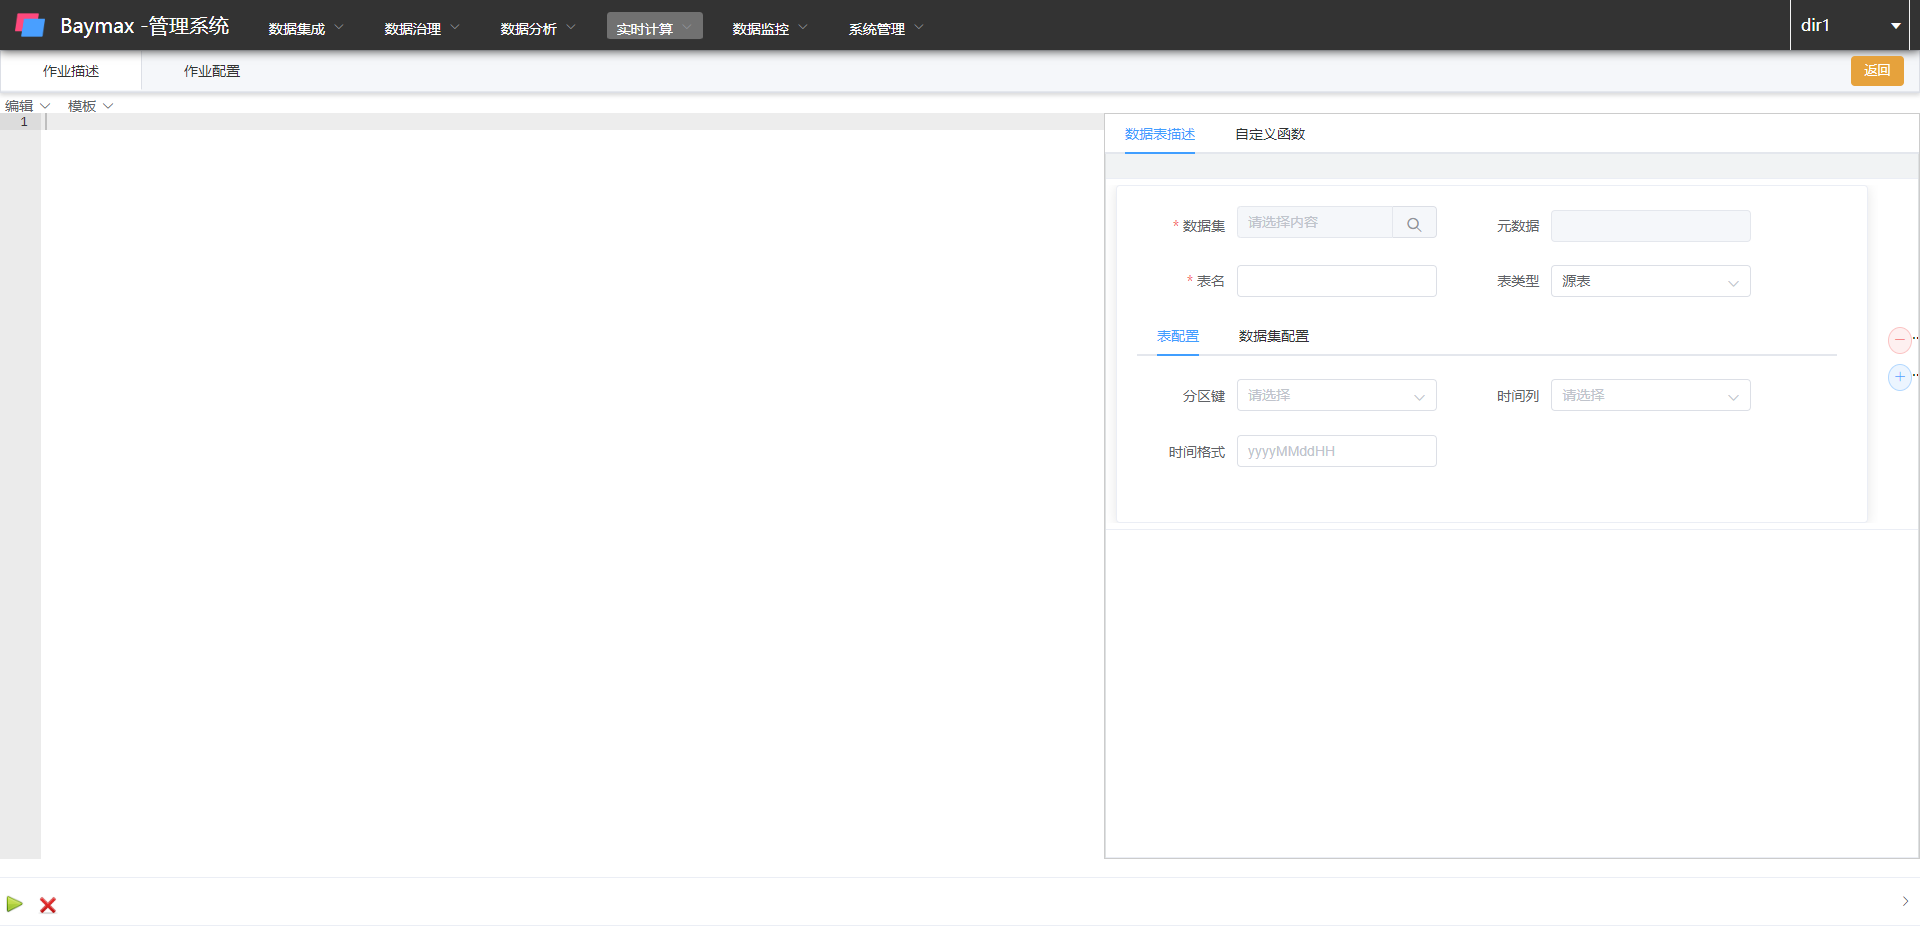 Baymax -管理系统 数据集成 数据治理 数据分析 实时计算 数据监控 系统管理 dir1
作业描述 作业配置 返回
编辑 模板
1
数据表描述 自定义函数
* 数据集 请选择内容 元数据
* 表名 表类型 源表
表配置 数据集配置
分区键 请选择 时间列 请选择
时间格式 yyyyMMddHH